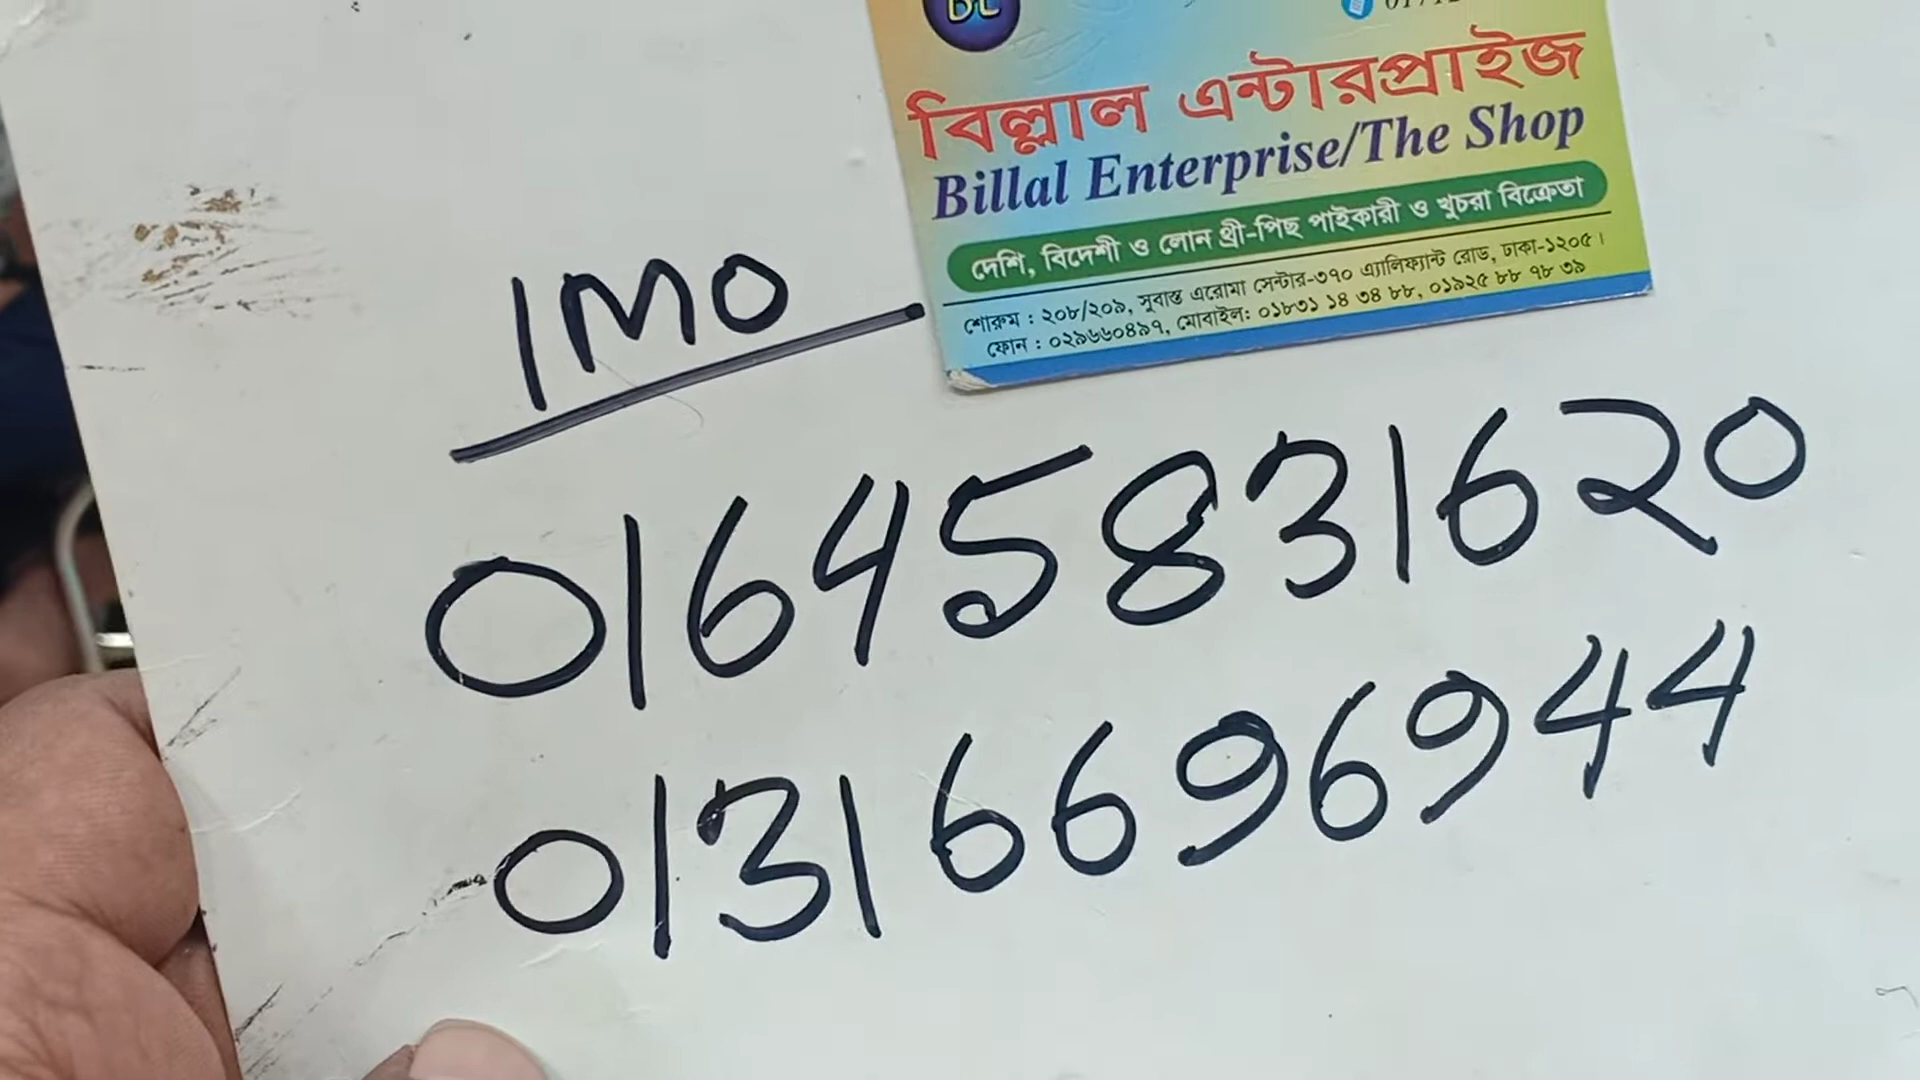 BC
বিল্লাল এন্টারপ্রাইজ
Billal Enterprise/The Shop
দেশি, বিদেশী ও লোন থ্রী-পিছ পাইকারী ও খুচরা বিক্রেতা
শোরুম : ২০৮/২০৯, সুবাস্ত এরোমা সেন্টার-৩৭০ এ্যালিফ্যান্ট রোড, ঢাকা-১২০৫।
ফোন : ০২৯৬৬০৪৯৭, মোবাইল: ০১৮৩১ ১৪ ৩৪ ৮৮, ০১৯২৫ ৮৮ ৭৮ ৩৯
IMO
01645831620
01316696944